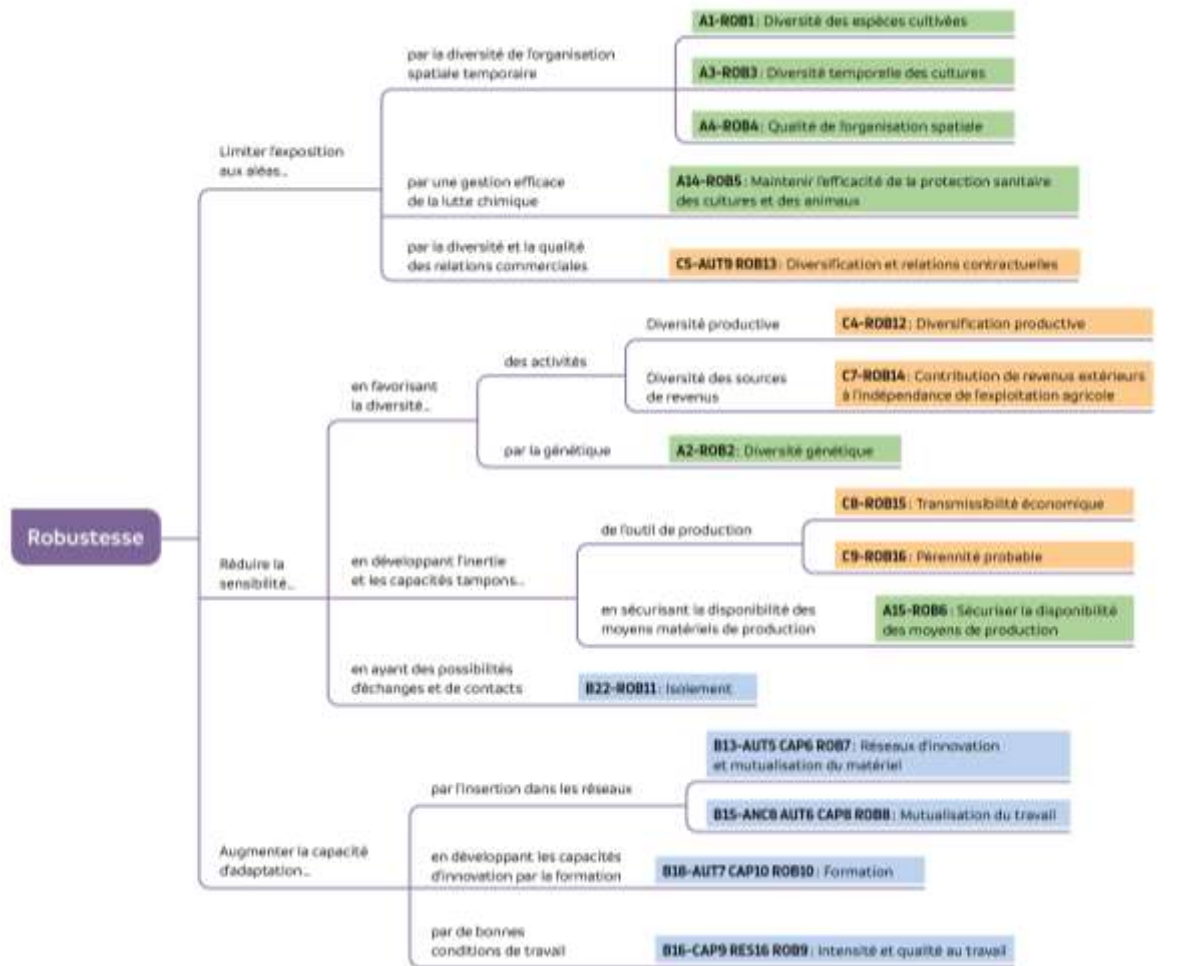 Robustesse
Limiter l'exposition
aux aléas...
par la diversité de l'organisation
spatiale temporaire
A1-ROB1 : Diversité des espèces cultivées
A3-ROB3 : Diversité temporelle des cultures
A4-ROB4 : Qualité de l'organisation spatiale
par une gestion efficace
de la lutte chimique
A14-ROB5 : Maintenir l'efficacité de la protection sanitaire
des cultures et des animaux
par la diversité et la qualité
des relations commerciales
C5-AUT9 ROB13 : Diversification et relations contractuelles
Réduire la
sensibilité...
en favorisant
la diversité...
des activités
Diversité productive
C4-ROB12 : Diversification productive
Diversité des sources
de revenus
C7-ROB14 : Contribution de revenus extérieurs
à l'indépendance de l'exploitation agricole
par la génétique
A2-ROB2 : Diversité génétique
en développant l'inertie
et les capacités tampons...
de l'outil de production
C8-ROB15 : Transmissibilité économique
C9-ROB16 : Pérennité probable
en sécurisant la disponibilité des
moyens matériels de production
A15-ROB6 : Sécuriser la disponibilité
des moyens de production
en ayant des possibilités
d'échanges et de contacts
B22-ROB11 : Isolement
Augmenter la capacité
d'adaptation...
par l'insertion dans les réseaux
B13-AUT5 CAP6 ROB7 : Réseaux d'innovation
et mutualisation du matériel
B15-ANC8 AUT6 CAP8 ROB8 : Mutualisation du travail
en développant les capacités
d'innovation par la formation
B18-AUT7 CAP10 ROB10 : Formation
par de bonnes
conditions de travail
B16-CAP9 RES16 ROB9 : Intensité et qualité au travail